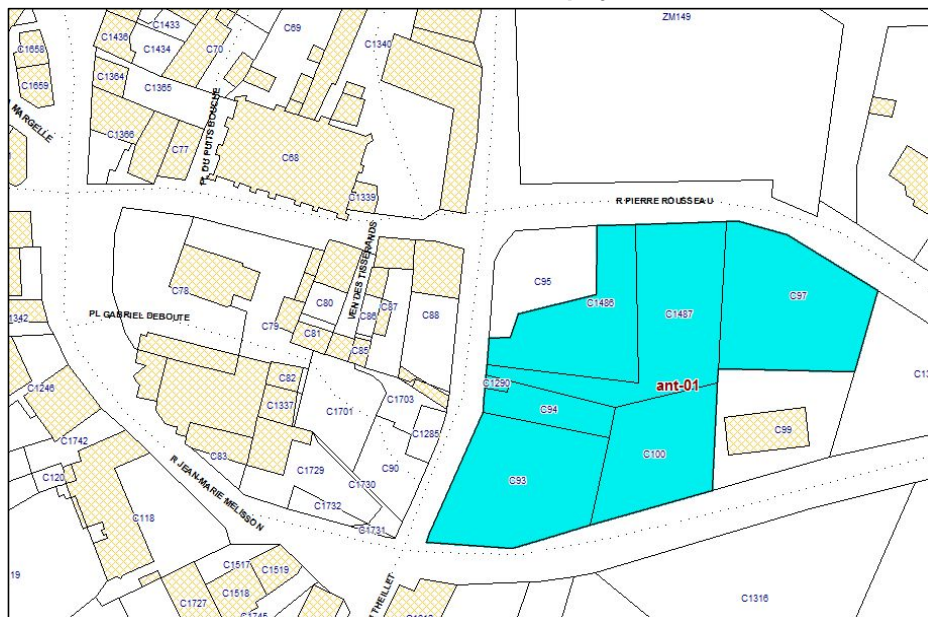 C1433
C69
ZM149
C1436
C1434
C70
C1340
C1658
C1364
C1659
C1365
MARGELLE
PL DU PUITS BOUCHE
C1366
C77
C68
C1339
R PIERRE ROUSSEAU
VEN DES TISSERANDS
C95
C97
C78
C1486
C80
C87
C86
C88
C1487
1342
PL GABRIEL DEBOUTE
C79
C81
C85
C1246
C82
C1290
ant-01
C1337
C1701
C1703
C94
C99
C1742
C1285
C83
C100
C90
C93
C120
C1729
C1730
R JEAN-MARIE MELISSON
C1732
C118
C1731
C1517
C1519
19
C1518
C1727
THEILLET
C1316